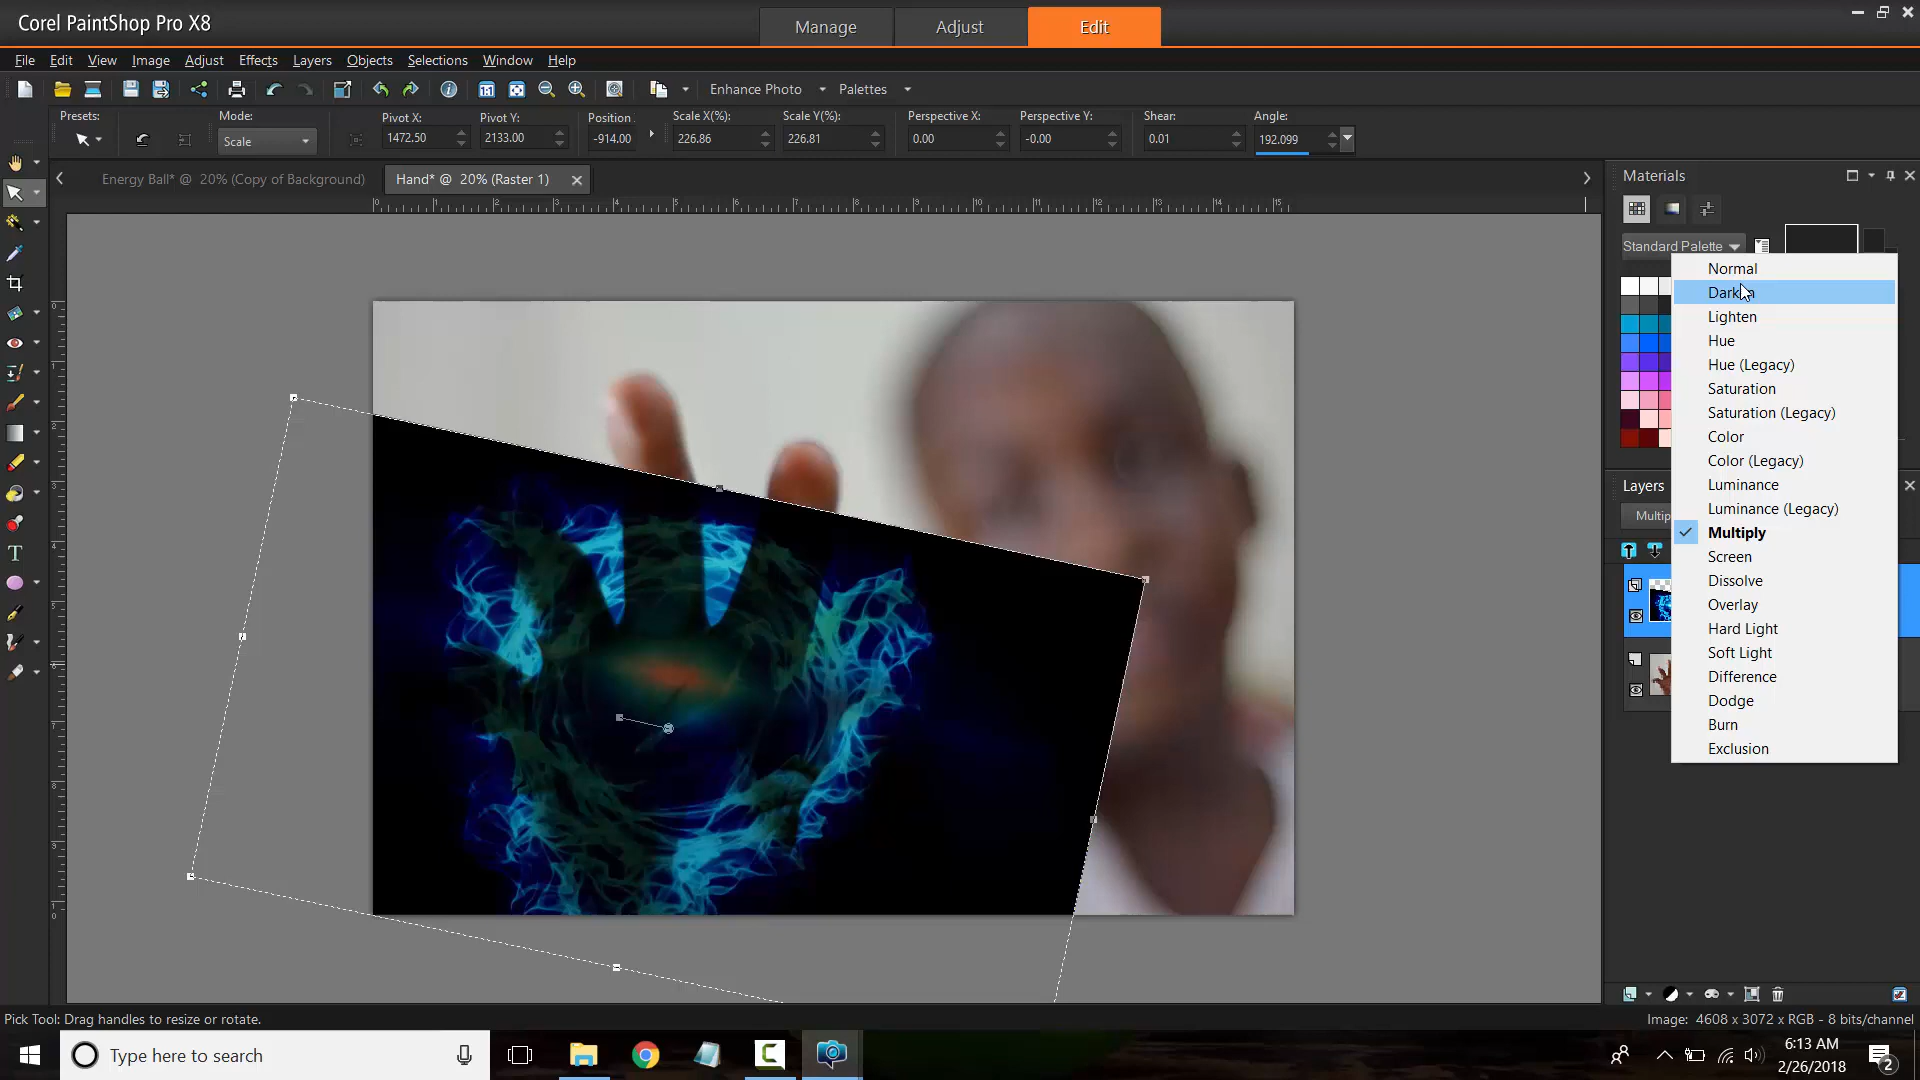 Corel PaintShop Pro X8
Manage
Adjust
Edit
File Edit View Image Adjust Effects Layers Objects Selections Window Help
Enhance Photo
Palettes
Presets:
Mode:
Scale
Pivot X:
1472.50
Pivot Y:
2133.00
Position
-914.00
Scale X(%):
226.86
Scale Y(%):
226.81
Perspective X:
0.00
Perspective Y:
-0.00
Shear:
0.01
Angle:
192.099
Energy Ball* @ 20% (Copy of Background)
Hand* @ 20% (Raster 1)
Materials
Standard Palette
Normal
Lighten
Hue
Hue (Legacy)
Saturation
Saturation (Legacy)
Color
Color (Legacy)
Luminance
Luminance (Legacy)
Multiply
Screen
Dissolve
Overlay
Hard Light
Soft Light
Difference
Dodge
Burn
Exclusion
Layers
Pick Tool: Drag handles to resize or rotate.
Image: 4608 x 3072 x RGB - 8 bits/channel
Type here to search
6:13 AM
2/26/2018
2